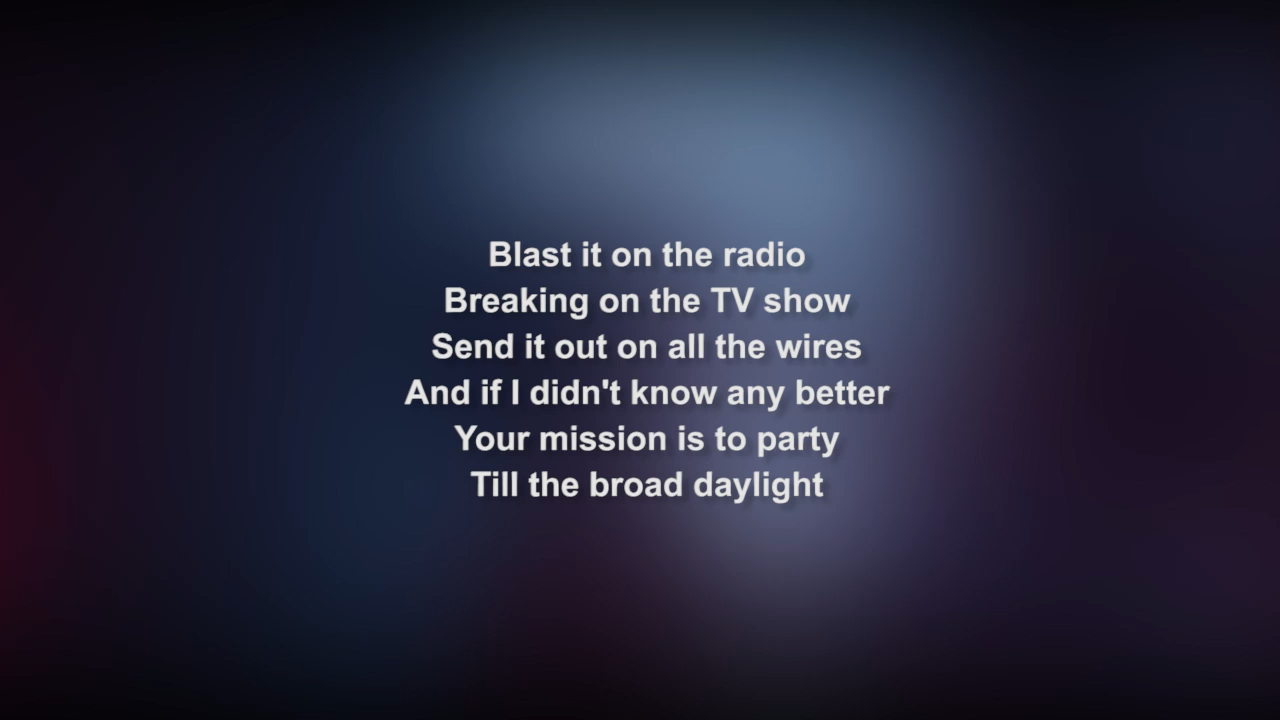 Blast it on the radio
Breaking on the TV show
Send it out on all the wires
And if I didn't know any better
Your mission is to party
Till the broad daylight